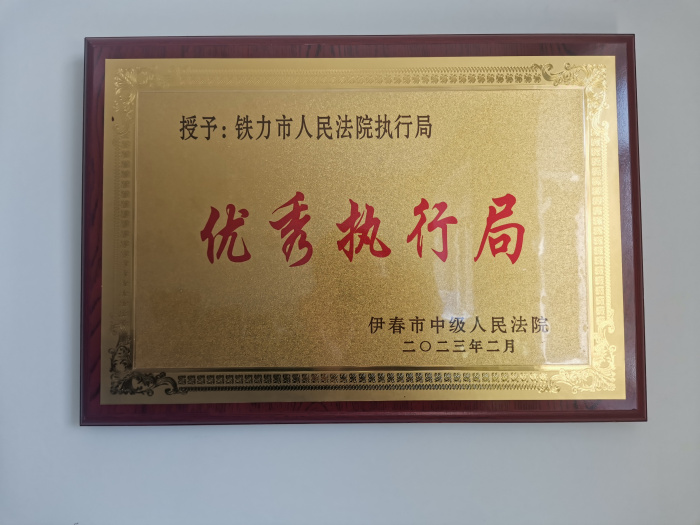 授予：铁力市人民法院执行局
优秀执行局
伊春市中级人民法院
二〇二三年二月